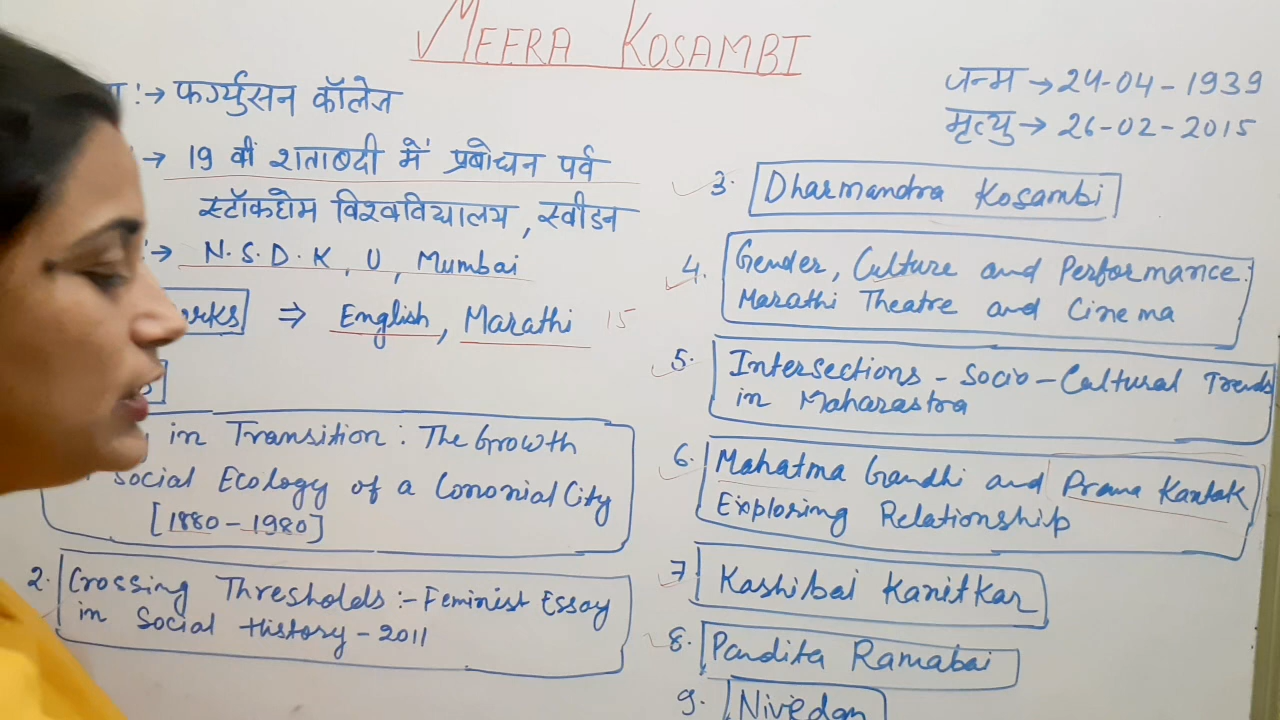 MEERA KOSAMBI
जन्म → 24-04-1939
मृत्यु → 26-02-2015
:→ फर्ग्युसन कॉलेज
→ 19 वीं शताब्दी में प्रबोधन पर्व
स्टॉकहोम विश्वविद्यालय, स्वीडन
:→ N.S.D.K, U, Mumbai
⇒ English, Marathi 15
in Transition: The Growth
Social Ecology of a Cononial City
[1880-1980]
2. Crossing Thresholds:- Feminist Essay
in Social History-2011
3. Dharmandra Kosambi
4. Gender, Culture and Performance:
Marathi Theatre and Cinema
5. Intersections - Socio-Cultural Trends
in Maharastra
6. Mahatma Gandhi and Prama Kantak
Exploring Relationship
7 Kashibai Kanitkar
8. Pandita Ramabai
9. Nivedan